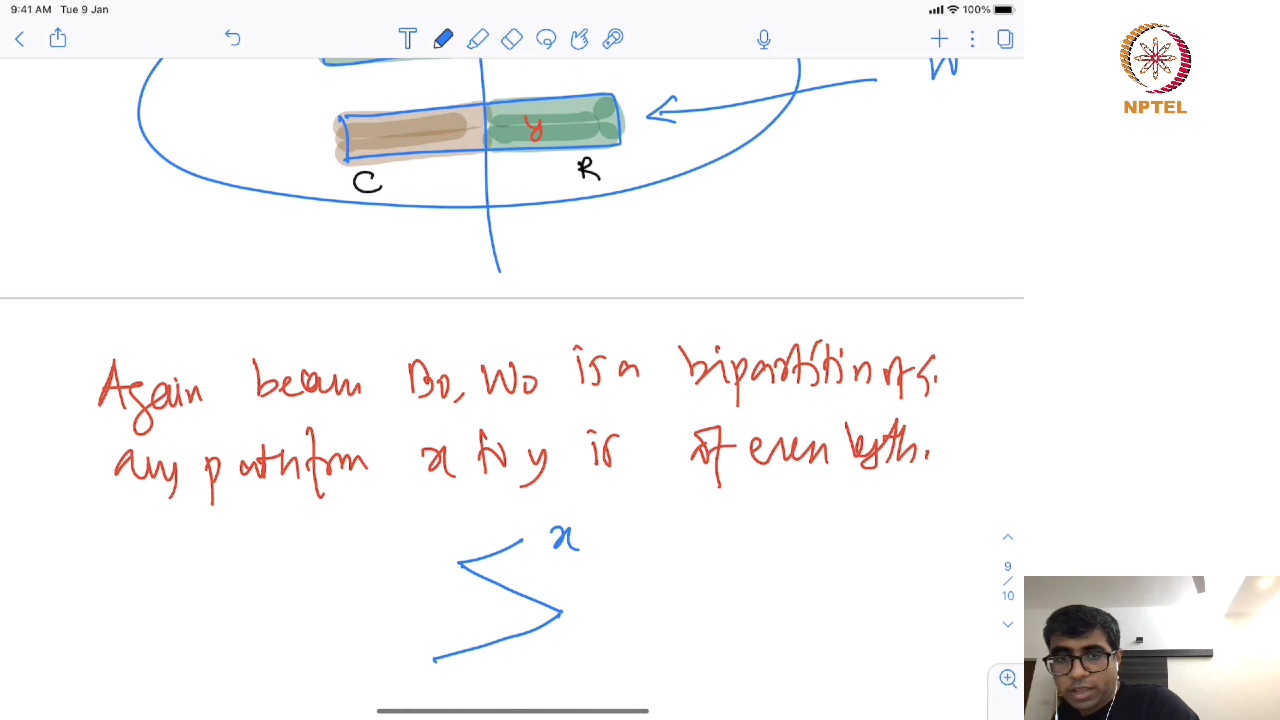 9:41 AM Tue 9 Jan
100%
T
W
NPTEL
y
C
R
Again because B0, W0 is a bipartition of G.
any path from x to y is of even length.
x
9
/
10